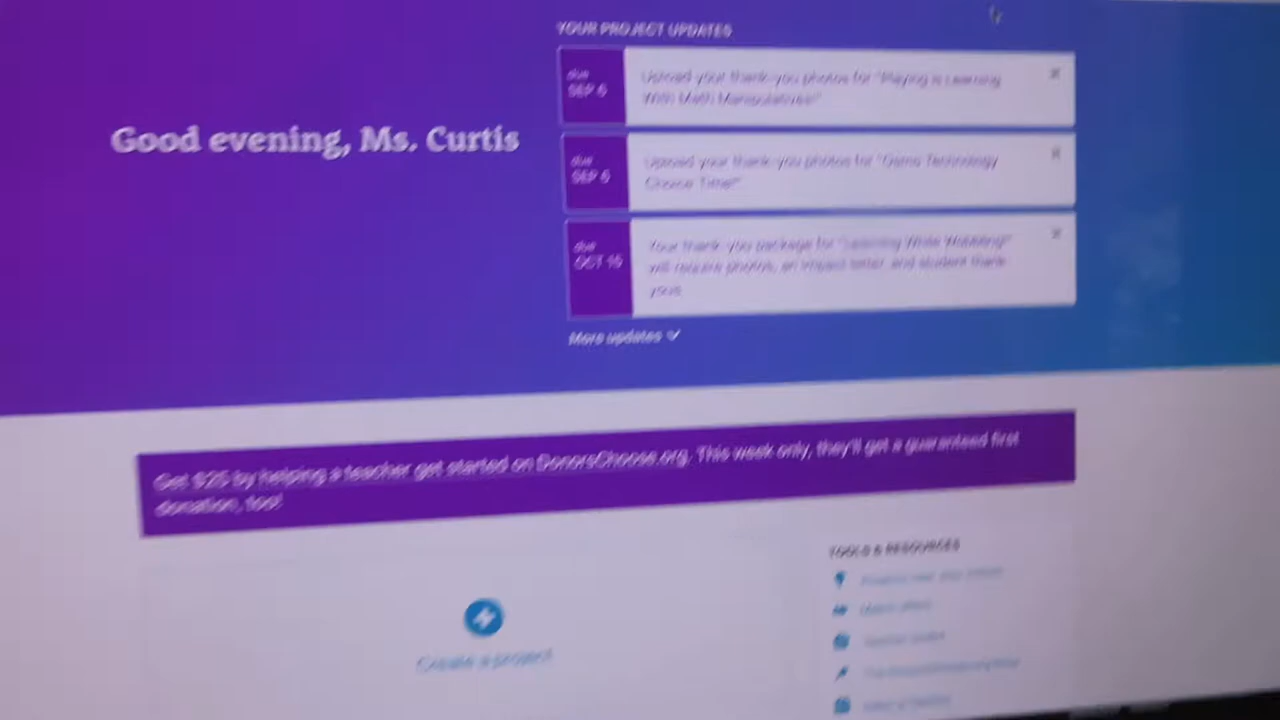 YOUR PROJECT UPDATES
due
SEP 6
Upload your thank-you photos for "Playing is Learning
With Math Manipulatives!"
Good evening, Ms. Curtis
due
SEP 6
Upload your thank-you photos for "Osmo Technology
Choice Time!"
due
OCT 15
Your thank-you package for "Learning While Wobbling!"
will require photos, an impact letter, and student thank-
yous.
More updates
Get $25 by helping a teacher get started on DonorsChoose.org. This week only, they'll get a guaranteed first
donation, too!
TOOLS & RESOURCES
Create a project